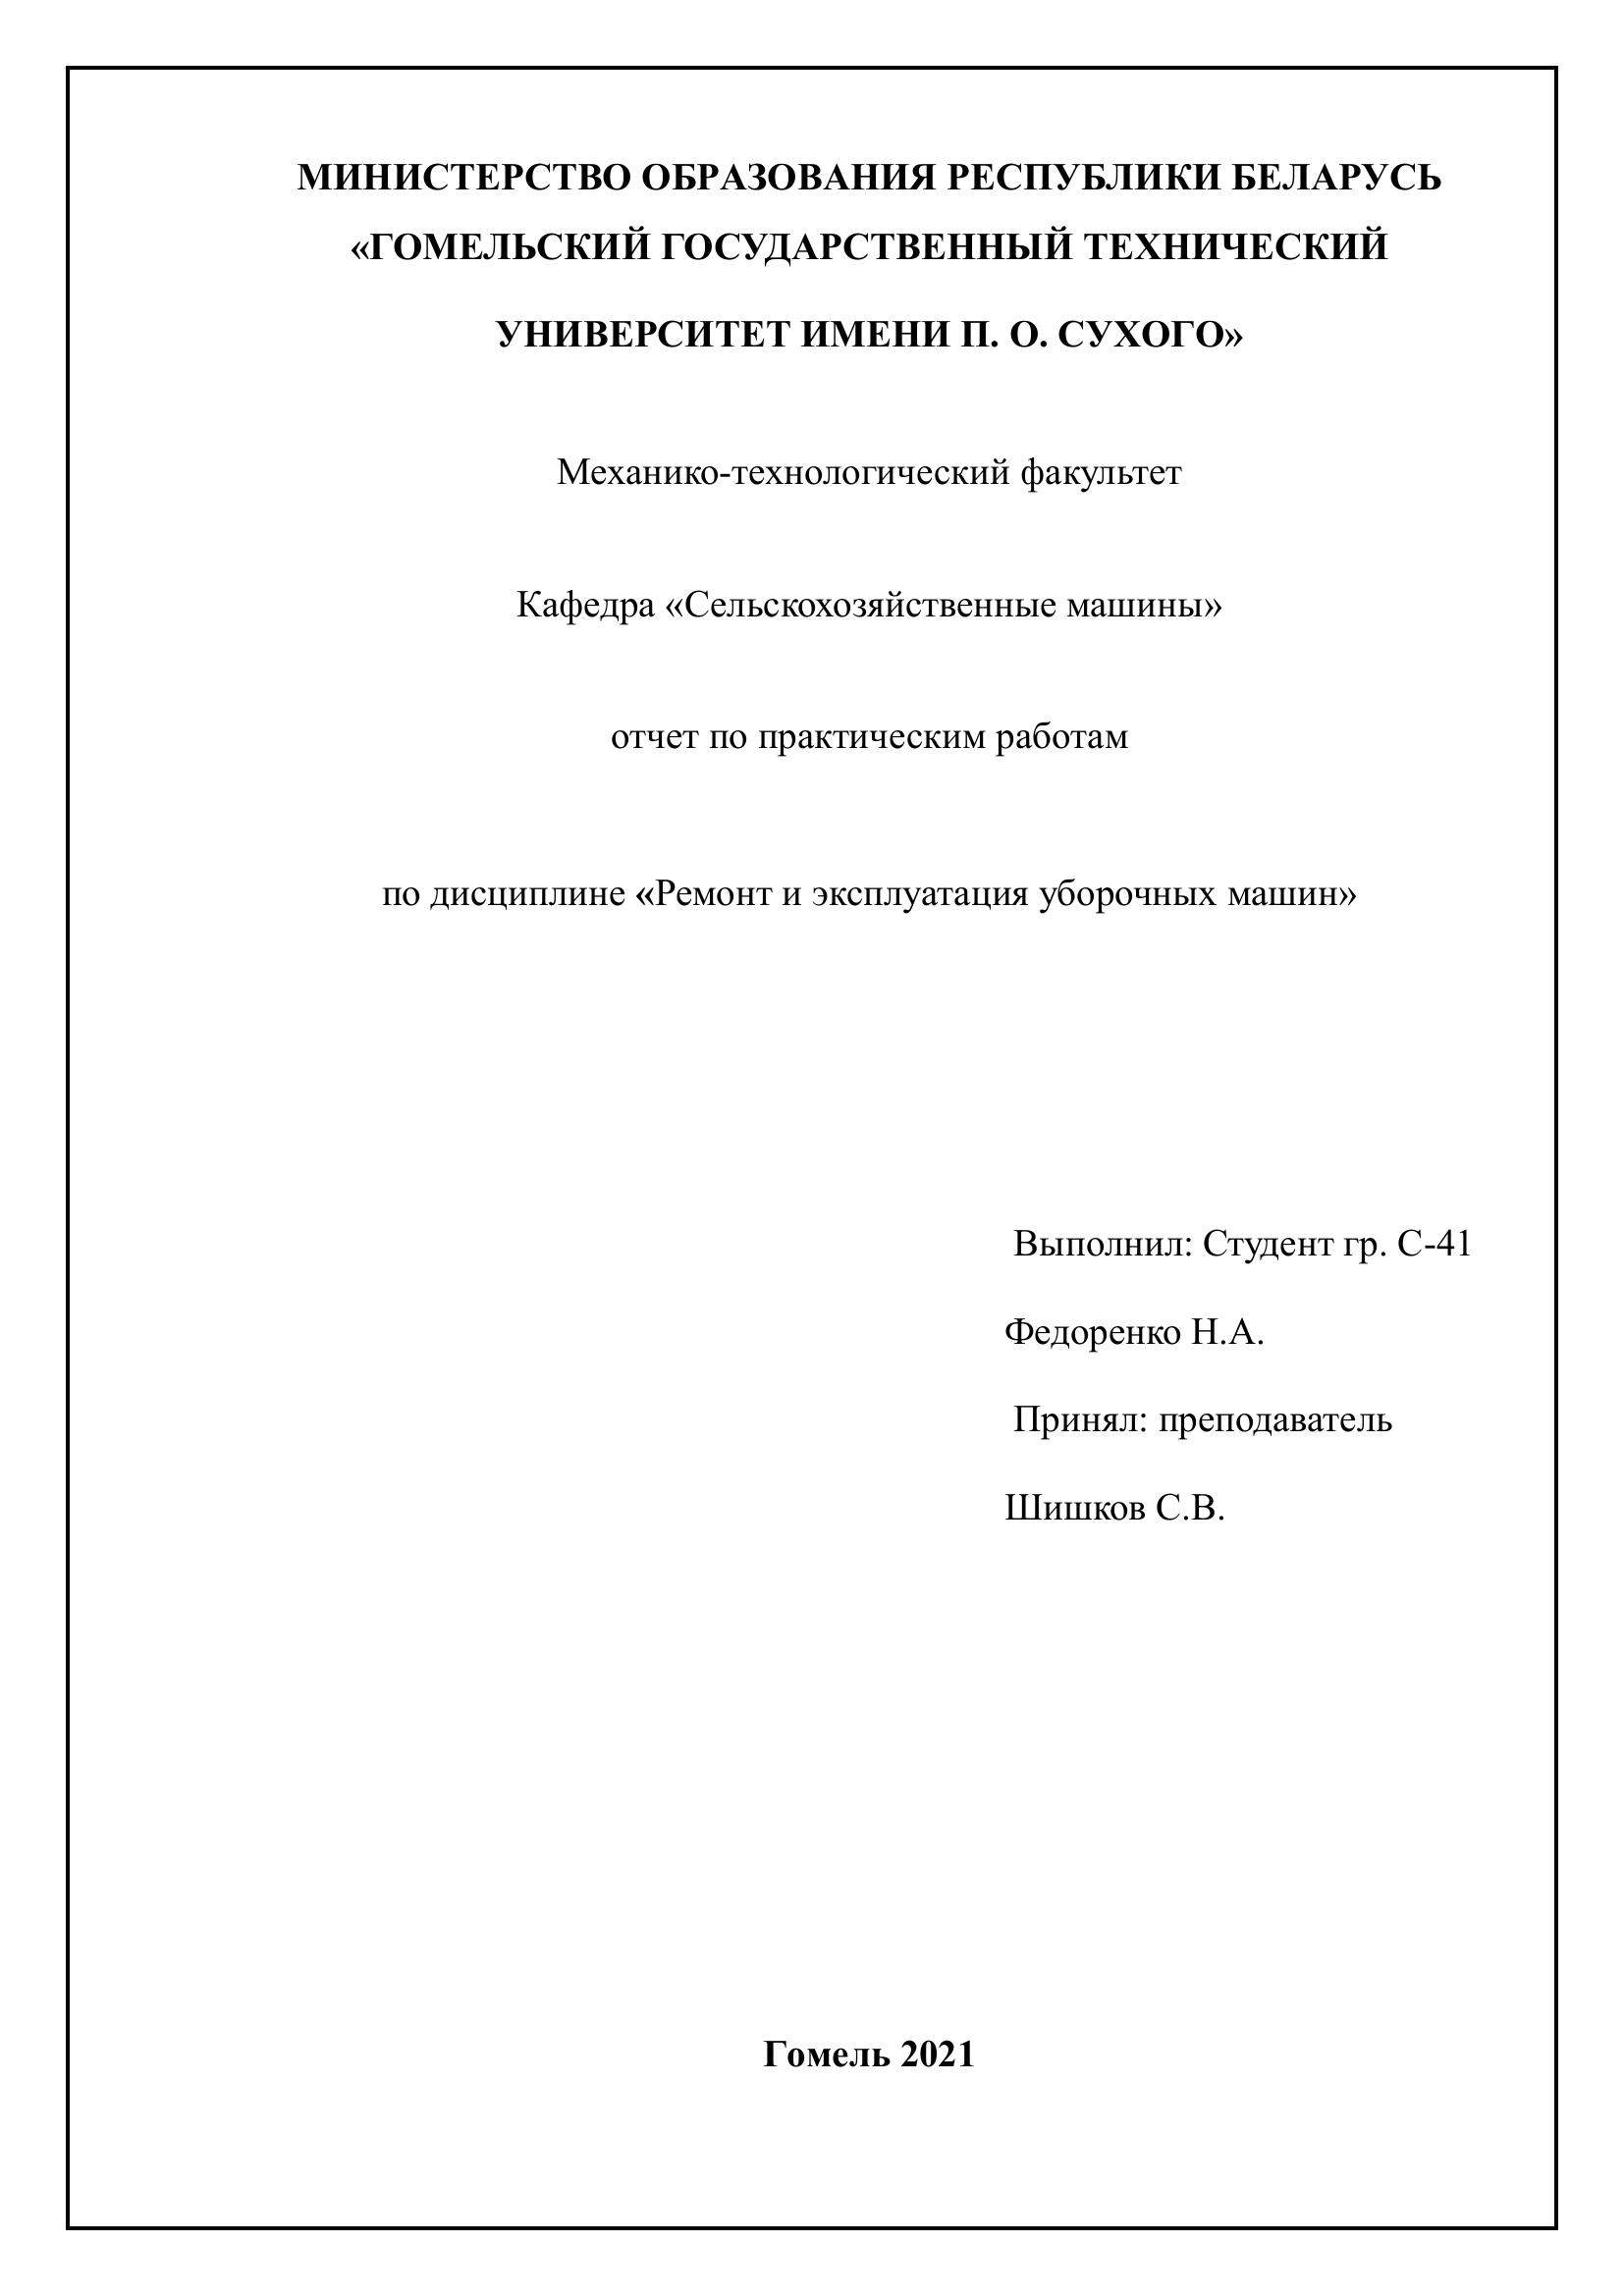 МИНИСТЕРСТВО ОБРАЗОВАНИЯ РЕСПУБЛИКИ БЕЛАРУСЬ
«ГОМЕЛЬСКИЙ ГОСУДАРСТВЕННЫЙ ТЕХНИЧЕСКИЙ
УНИВЕРСИТЕТ ИМЕНИ П. О. СУХОГО»
Механико-технологический факультет
Кафедра «Сельскохозяйственные машины»
отчет по практическим работам
по дисциплине «Ремонт и эксплуатация уборочных машин»
Выполнил: Студент гр. С-41
Федоренко Н.А.
Принял: преподаватель
Шишков С.В.
Гомель 2021